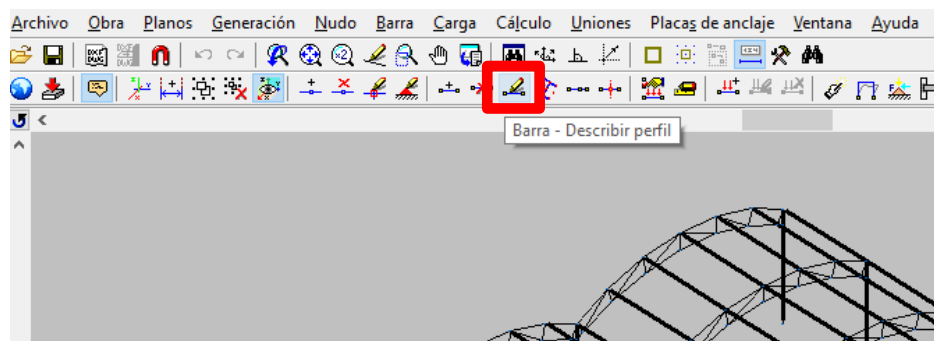 Archivo Obra Planos Generación Nudo Barra Carga Cálculo Uniones Placas de anclaje Ventana Ayuda
Barra - Describir perfil